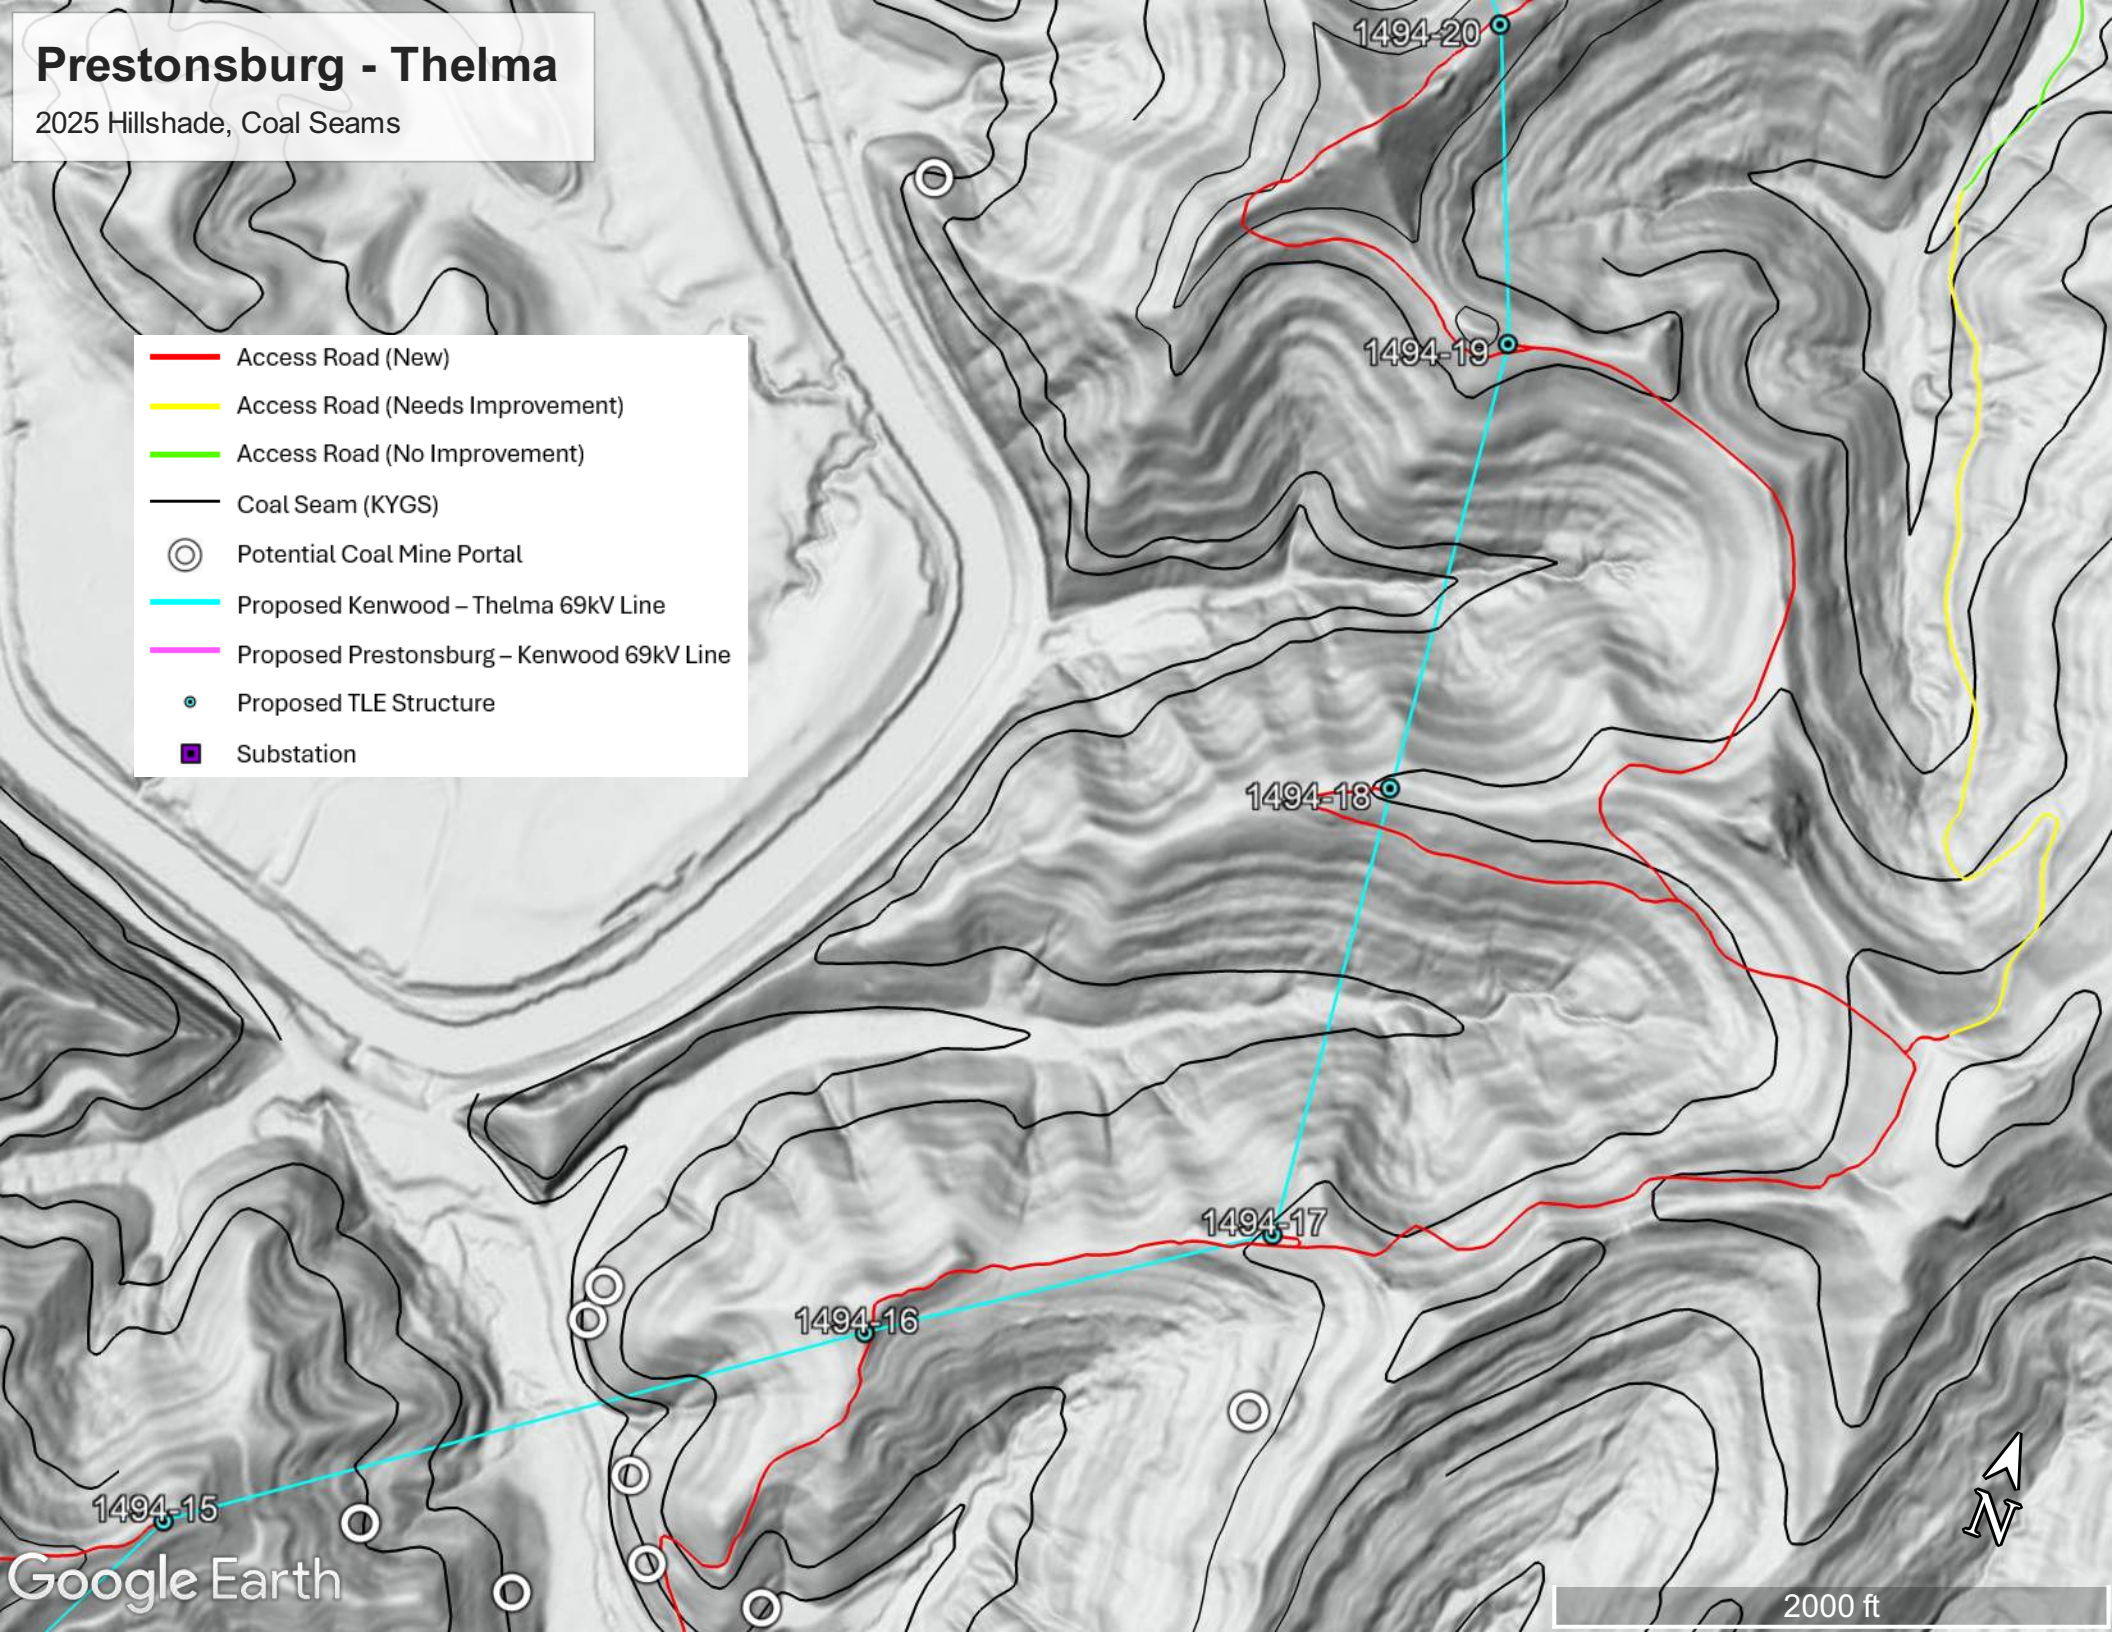 Prestonsburg - Thelma
2025 Hillshade, Coal Seams
1494-20
1494-19
Access Road (New)
Access Road (Needs Improvement)
Access Road (No Improvement)
Coal Seam (KYGS)
Potential Coal Mine Portal
Proposed Kenwood – Thelma 69kV Line
Proposed Prestonsburg – Kenwood 69kV Line
Proposed TLE Structure
Substation
1494-18
1494-17
1494-16
1494-15
N
Google Earth
2000 ft